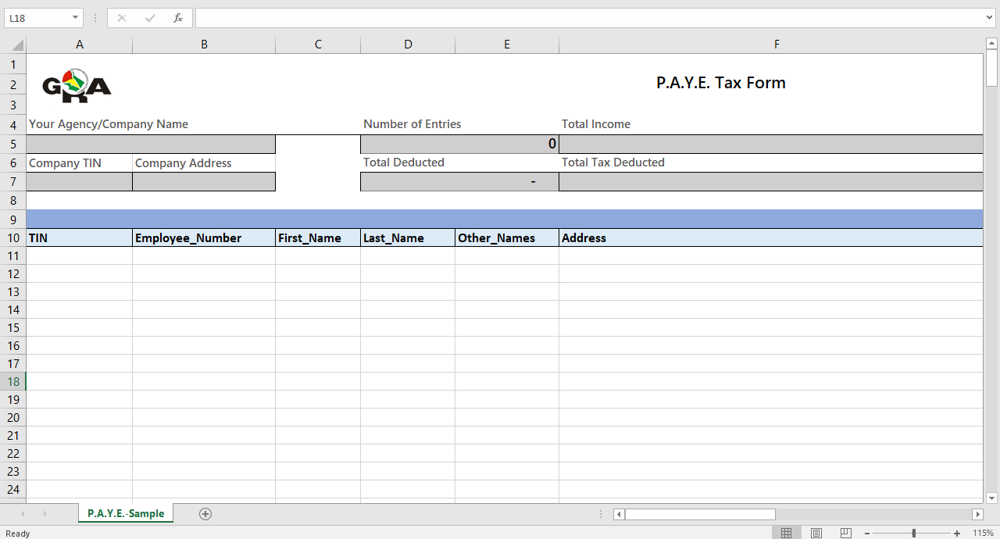 L18 fx
A B C D E F
1
2 GRA P.A.Y.E. Tax Form
3
4 Your Agency/Company Name Number of Entries Total Income
5 0
6 Company TIN Company Address Total Deducted Total Tax Deducted
7 -
8
9
10 TIN Employee_Number First_Name Last_Name Other_Names Address
11
12
13
14
15
16
17
18
19
20
21
22
23
24
P.A.Y.E.-Sample
Ready 115%